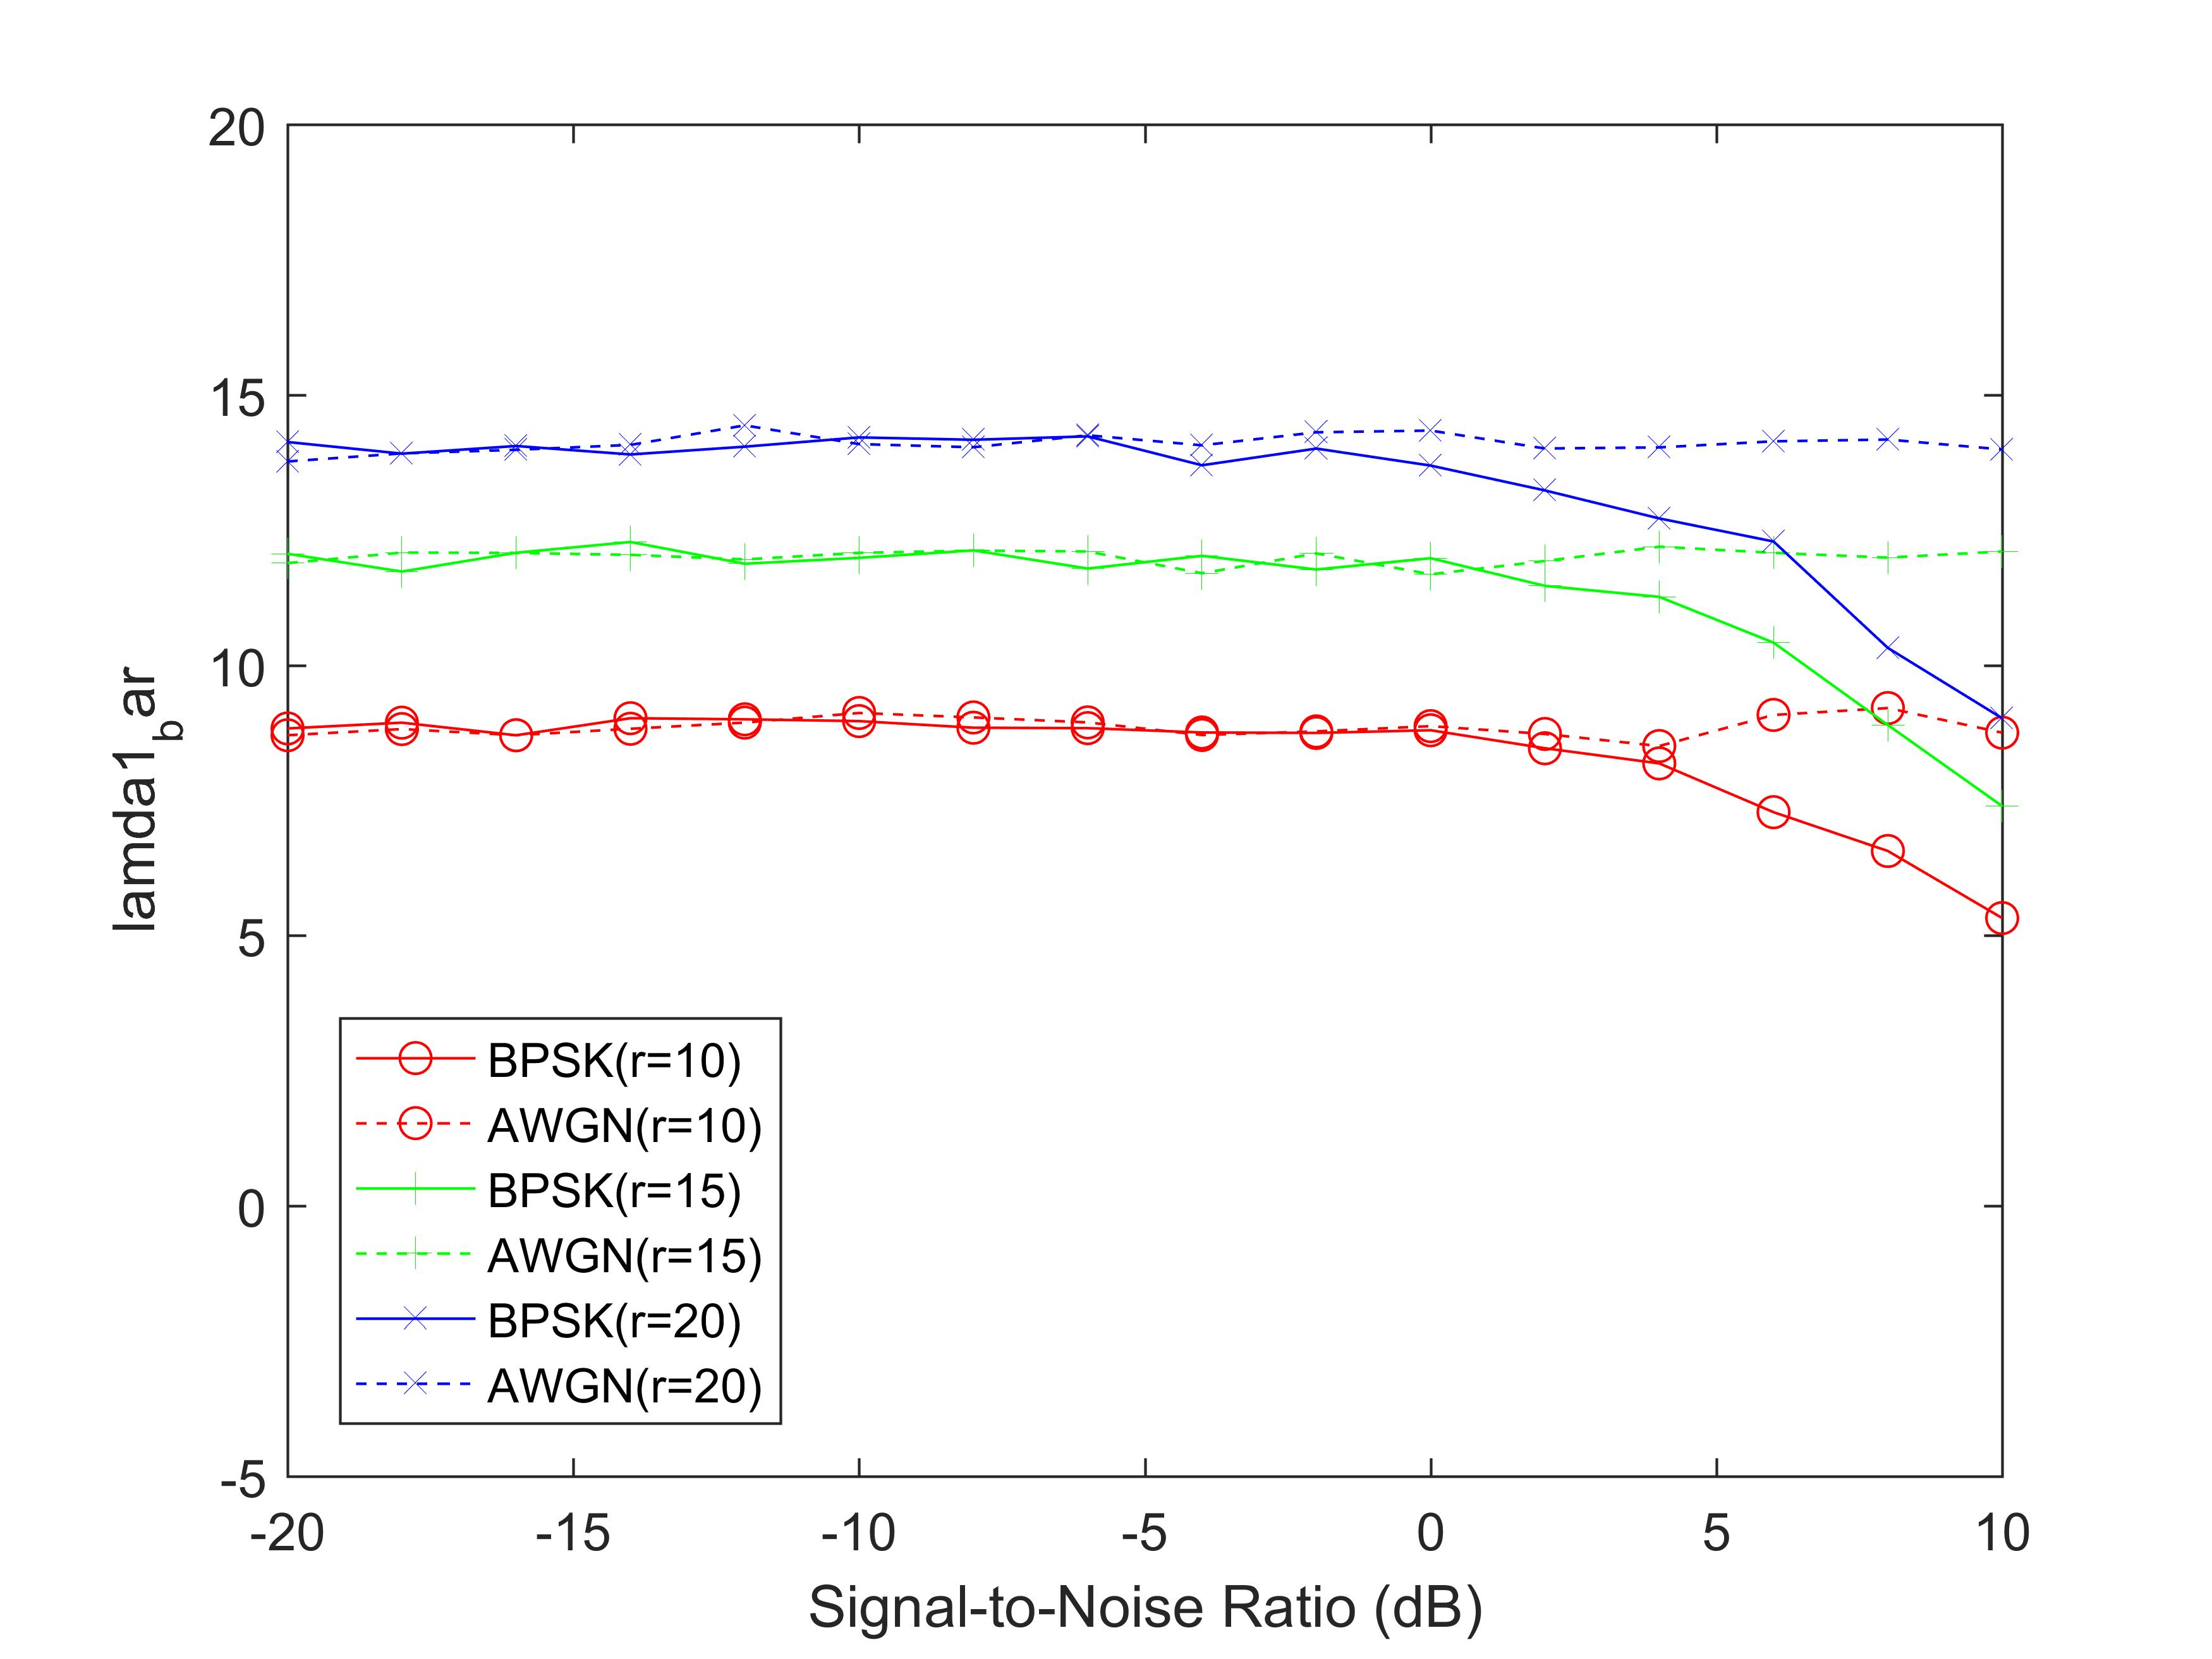 20
15
10
5
0
-5
lamda1bar
BPSK(r=10)
AWGN(r=10)
BPSK(r=15)
AWGN(r=15)
BPSK(r=20)
AWGN(r=20)
-20 -15 -10 -5 0 5 10
Signal-to-Noise Ratio (dB)